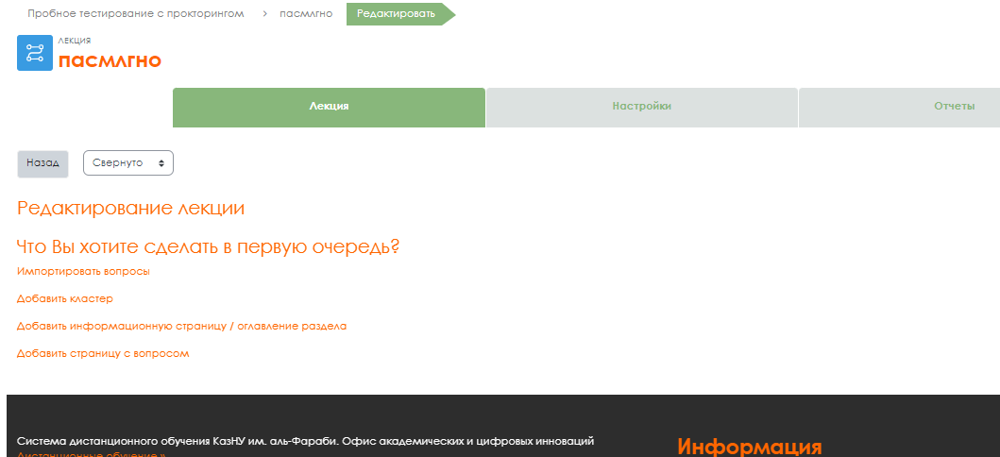 Пробное тестирование с прокторингом > пасмлгно Редактировать
ЛЕКЦИЯ
пасмлгно
Лекция Настройки Отчеты
Назад Свернуто
Редактирование лекции
Что Вы хотите сделать в первую очередь?
Импортировать вопросы
Добавить кластер
Добавить информационную страницу / оглавление раздела
Добавить страницу с вопросом
Система дистанционного обучения КазНУ им. аль-Фараби. Офис академических и цифровых инноваций
Информация
Дистанционные обучение »